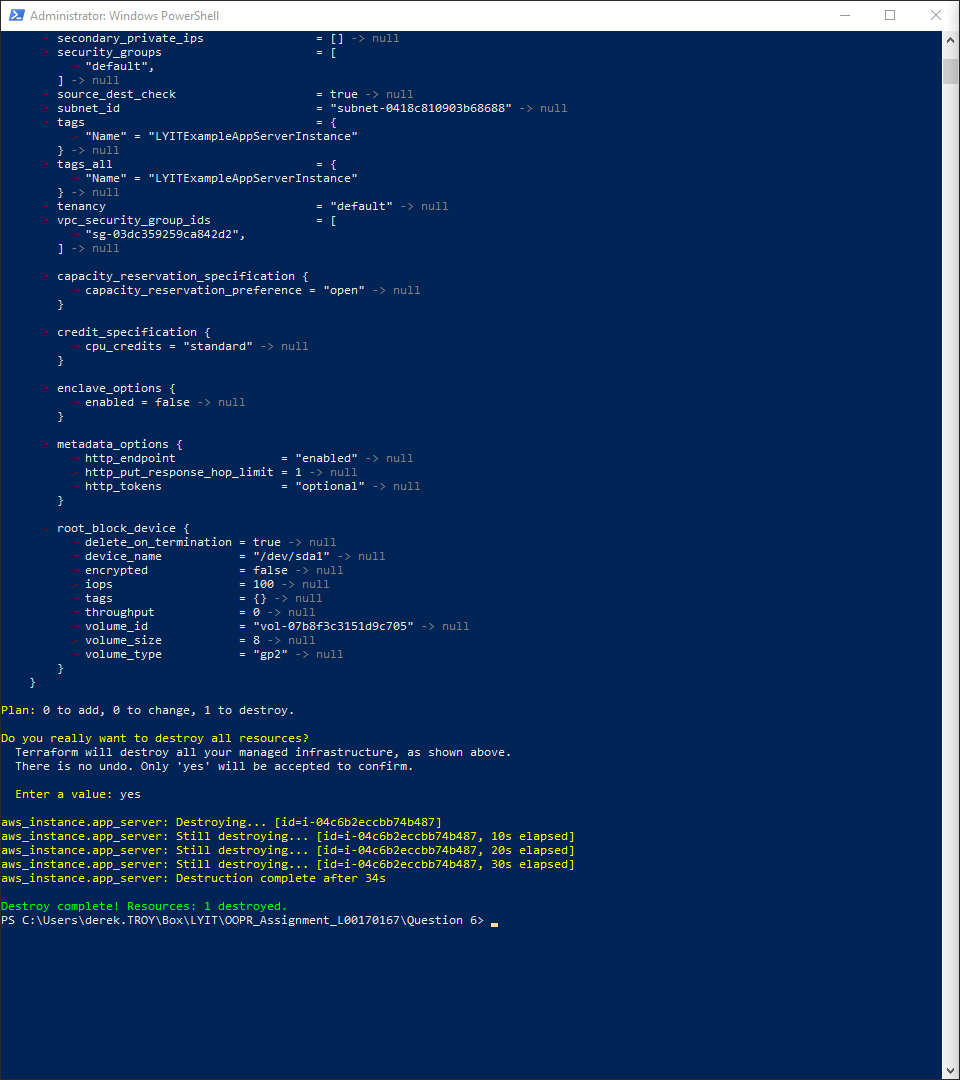 Administrator: Windows PowerShell
- secondary_private_ips                = [] -> null
- security_groups                      = [
    - "default",
  ] -> null
- source_dest_check                    = true -> null
- subnet_id                            = "subnet-0418c810903b68688" -> null
- tags                                 = {
    - "Name" = "LYITExampleAppServerInstance"
  } -> null
- tags_all                             = {
    - "Name" = "LYITExampleAppServerInstance"
  } -> null
- tenancy                              = "default" -> null
- vpc_security_group_ids               = [
    - "sg-03dc359259ca842d2",
  ] -> null
- capacity_reservation_specification {
    - capacity_reservation_preference = "open" -> null
  }
- credit_specification {
    - cpu_credits = "standard" -> null
  }
- enclave_options {
    - enabled = false -> null
  }
- metadata_options {
    - http_endpoint               = "enabled" -> null
    - http_put_response_hop_limit = 1 -> null
    - http_tokens                 = "optional" -> null
  }
- root_block_device {
    - delete_on_termination = true -> null
    - device_name           = "/dev/sda1" -> null
    - encrypted             = false -> null
    - iops                  = 100 -> null
    - tags                  = {} -> null
    - throughput            = 0 -> null
    - volume_id             = "vol-07b8f3c3151d9c705" -> null
    - volume_size           = 8 -> null
    - volume_type           = "gp2" -> null
  }
}
Plan: 0 to add, 0 to change, 1 to destroy.
Do you really want to destroy all resources?
Terraform will destroy all your managed infrastructure, as shown above.
There is no undo. Only 'yes' will be accepted to confirm.
Enter a value: yes
aws_instance.app_server: Destroying... [id=i-04c6b2eccbb74b487]
aws_instance.app_server: Still destroying... [id=i-04c6b2eccbb74b487, 10s elapsed]
aws_instance.app_server: Still destroying... [id=i-04c6b2eccbb74b487, 20s elapsed]
aws_instance.app_server: Still destroying... [id=i-04c6b2eccbb74b487, 30s elapsed]
aws_instance.app_server: Destruction complete after 34s
Destroy complete! Resources: 1 destroyed.
PS C:\Users\derek.TROY\Box\LYIT\OOPR_Assignment_L00170167\Question 6>